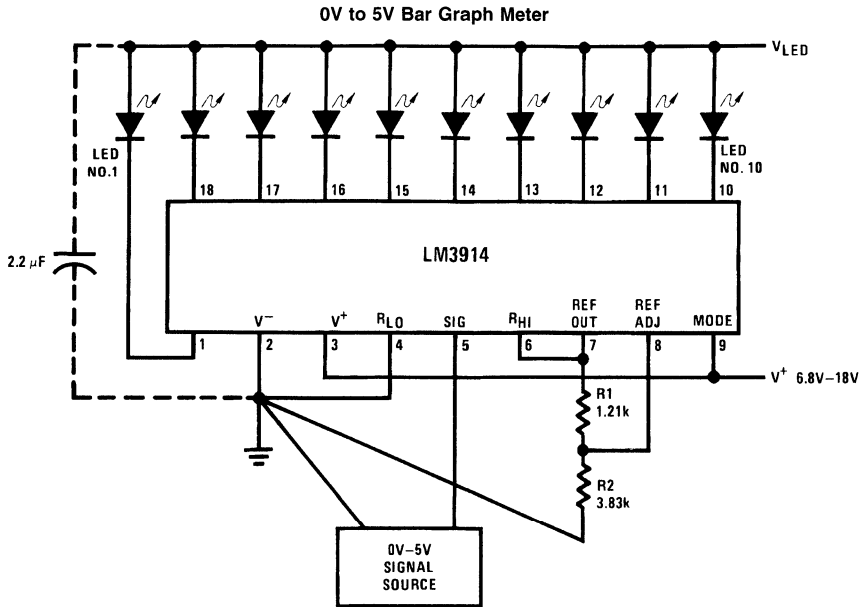 0V to 5V Bar Graph Meter
VLED
LED
NO.1
LED
NO. 10
18 17 16 15 14 13 12 11 10
2.2 μF
LM3914
V− V+ RLO SIG RHI REF OUT REF ADJ MODE
1 2 3 4 5 6 7 8 9
V+ 6.8V–18V
R1
1.21k
R2
3.83k
0V–5V
SIGNAL
SOURCE